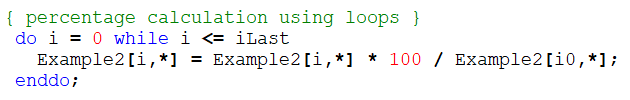 { percentage calculation using loops }
do i = 0 while i <= iLast
Example2[i,*] = Example2[i,*] * 100 / Example2[i0,*];
enddo;